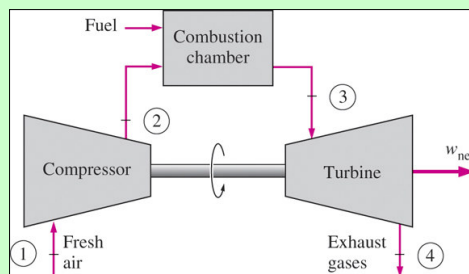 Fuel
Combustion
chamber
2
3
Compressor
Turbine
1
Fresh
air
Exhaust
gases
4